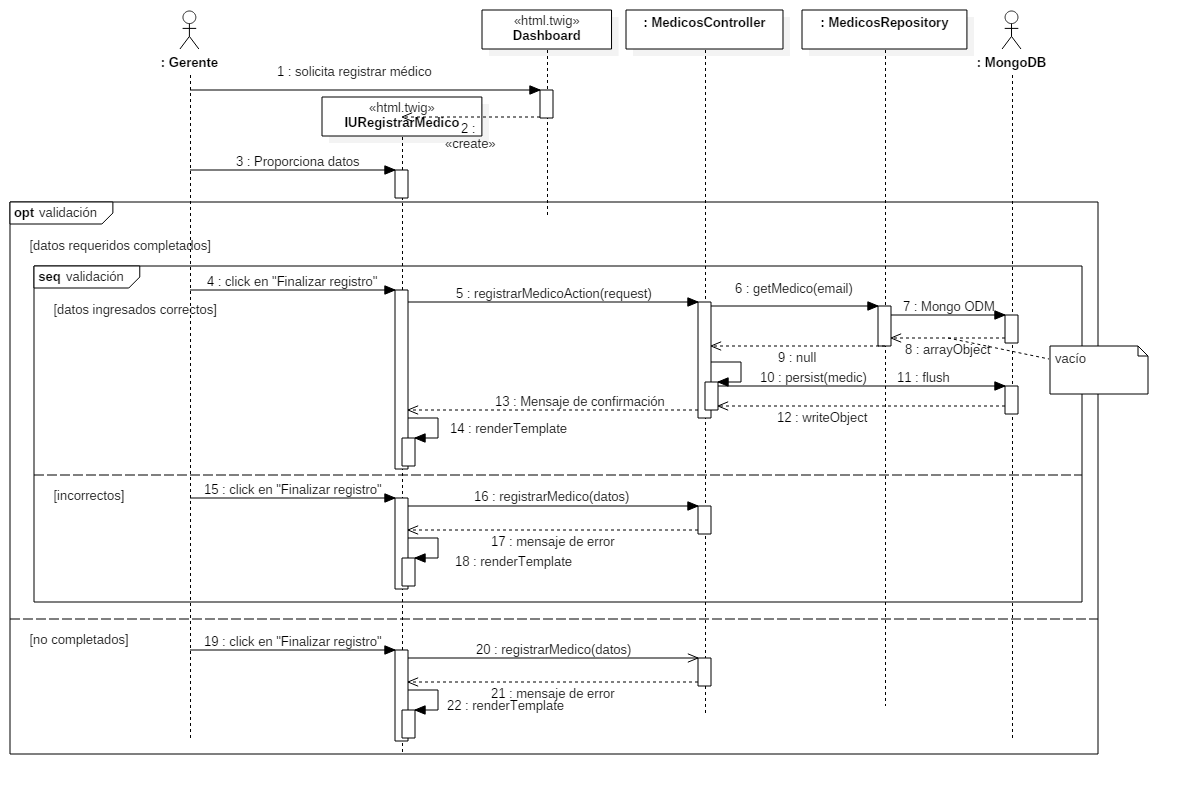 «html.twig»
Dashboard
: MedicosController
: MedicosRepository
: Gerente
: MongoDB
1 : solicita registrar médico
«html.twig»
IURegistrarMedico
2 :
«create»
3 : Proporciona datos
opt validación
[datos requeridos completados]
seq validación
4 : click en "Finalizar registro"
[datos ingresados correctos]
5 : registrarMedicoAction(request)
6 : getMedico(email)
7 : Mongo ODM
8 : arrayObject
vacío
9 : null
10 : persist(medic)
11 : flush
12 : writeObject
13 : Mensaje de confirmación
14 : renderTemplate
[incorrectos]
15 : click en "Finalizar registro"
16 : registrarMedico(datos)
17 : mensaje de error
18 : renderTemplate
[no completados]
19 : click en "Finalizar registro"
20 : registrarMedico(datos)
21 : mensaje de error
22 : renderTemplate